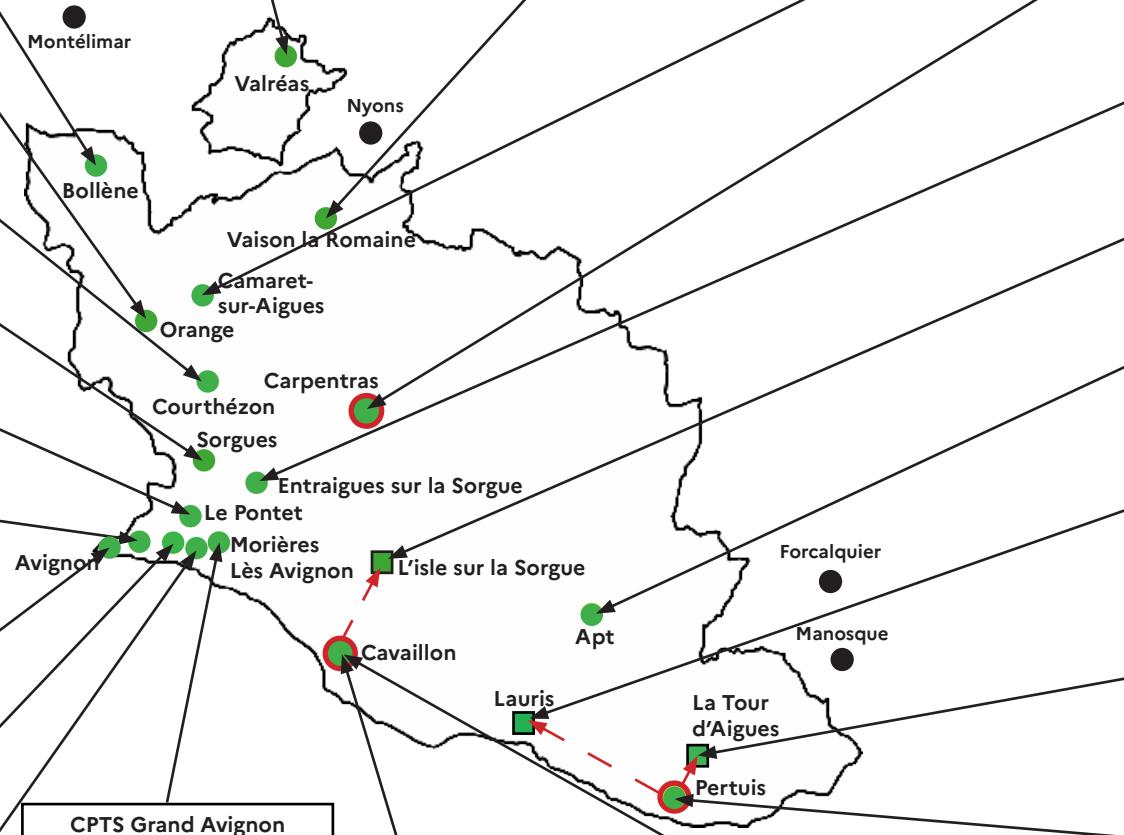 Montélimar
Valréas
Nyons
Bollène
Vaison la Romaine
Camaret-
sur-Aigues
Orange
Carpentras
Courthézon
Sorgues
Entraigues sur la Sorgue
Le Pontet
Avignon
Morières
Lès Avignon
L'isle sur la Sorgue
Forcalquier
Apt
Manosque
Cavaillon
Lauris
La Tour
d'Aigues
Pertuis
CPTS Grand Avignon